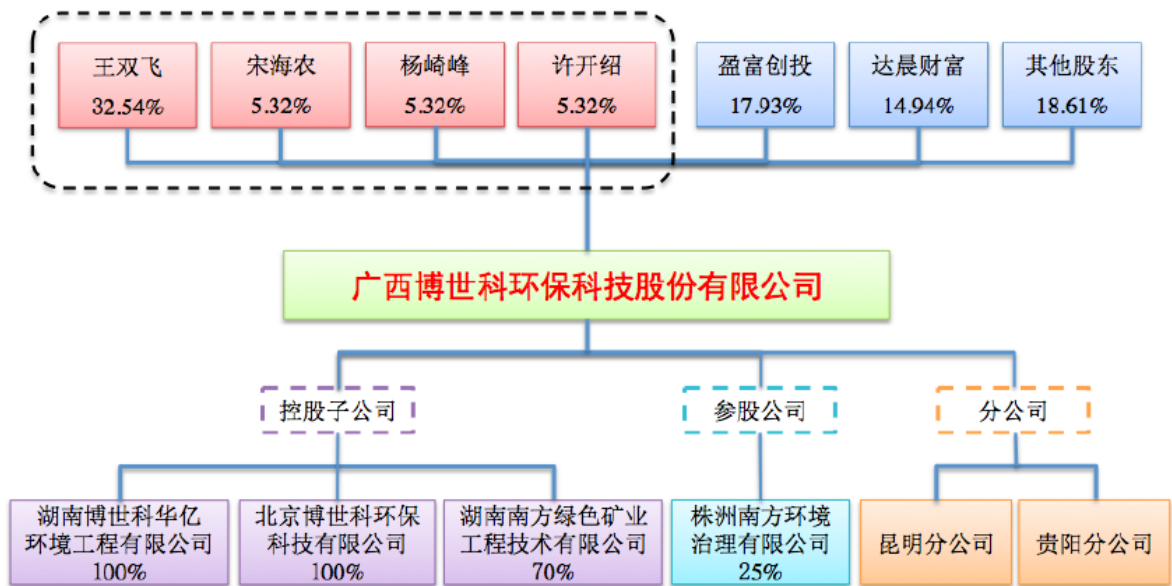 王双飞
32.54%
宋海农
5.32%
杨崎峰
5.32%
许开绍
5.32%
盈富创投
17.93%
达晨财富
14.94%
其他股东
18.61%
广西博世科环保科技股份有限公司
控股子公司
参股公司
分公司
湖南博世科华亿
环境工程有限公司
100%
北京博世科环保
科技有限公司
100%
湖南南方绿色矿业
工程技术有限公司
70%
株洲南方环境
治理有限公司
25%
昆明分公司
贵阳分公司